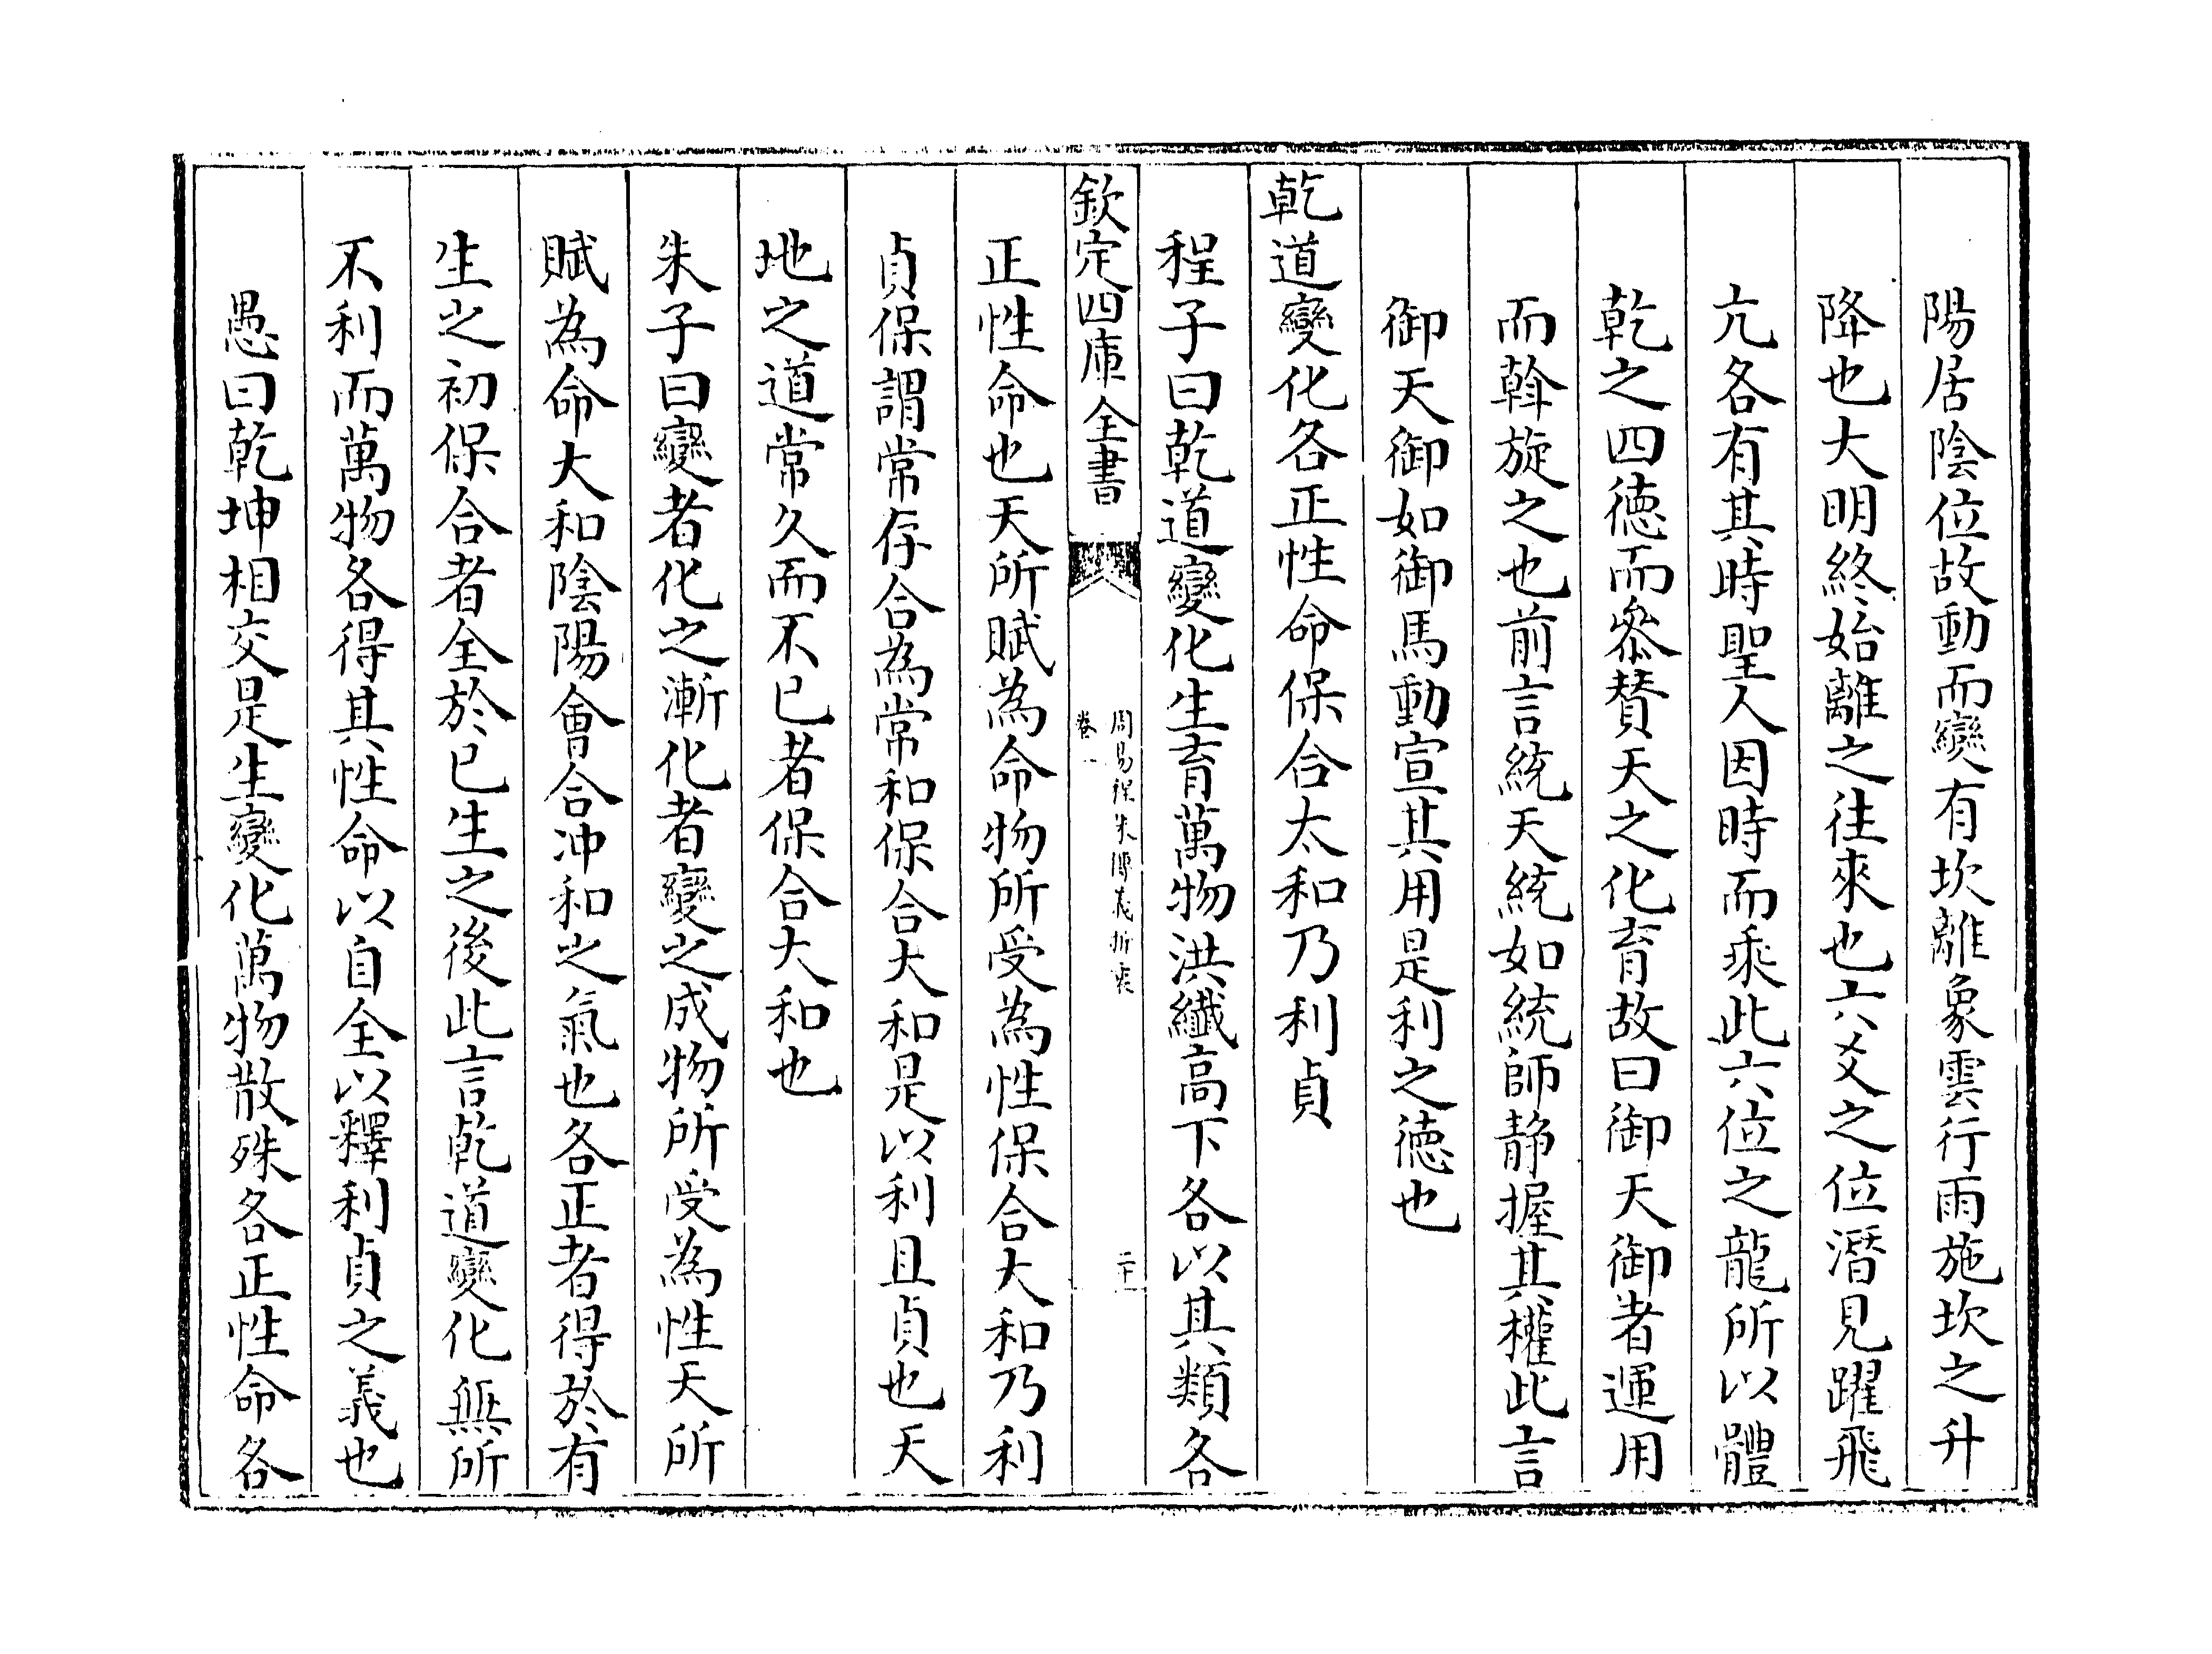 陽居陰位故動而變有坎離象雲行雨施坎之升
降也大明終始離之往來也六爻之位潛見躍飛
亢各有其時聖人因時而乘此六位之龍所以體
乾之四德而叅贊天之化育故曰御天御者運用
而斡旋之也前言統天統如統師静握其權此言
御天御如御馬動宣其用是利之德也
乾道變化各正性命保合太和乃利貞
程子曰乾道變化生育萬物洪纎高下各以其類各
欽定四庫全書
周易程朱傳義折衷
卷一
二十一
正性命也天所賦為命物所受為性保合大和乃利
貞保謂常存合為常和保合大和是以利且貞也天
地之道常久而不已者保合大和也
朱子曰變者化之漸化者變之成物所受為性天所
賦為命大和陰陽會合冲和之氣也各正者得於有
生之初保合者全於已生之後此言乾道變化無所
不利而萬物各得其性命以自全以釋利貞之義也
愚曰乾坤相交是生變化萬物散殊各正性命各